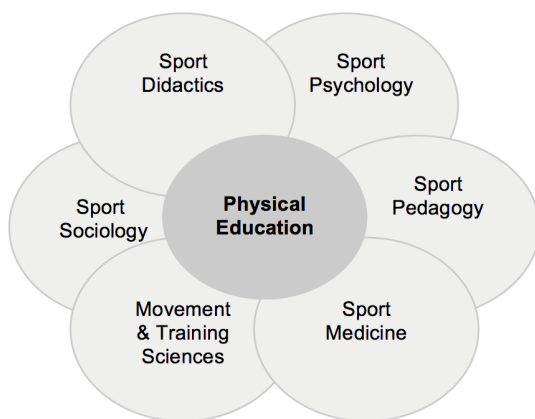 Sport
Didactics
Sport
Psychology
Sport
Sociology
Physical
Education
Sport
Pedagogy
Movement
& Training
Sciences
Sport
Medicine